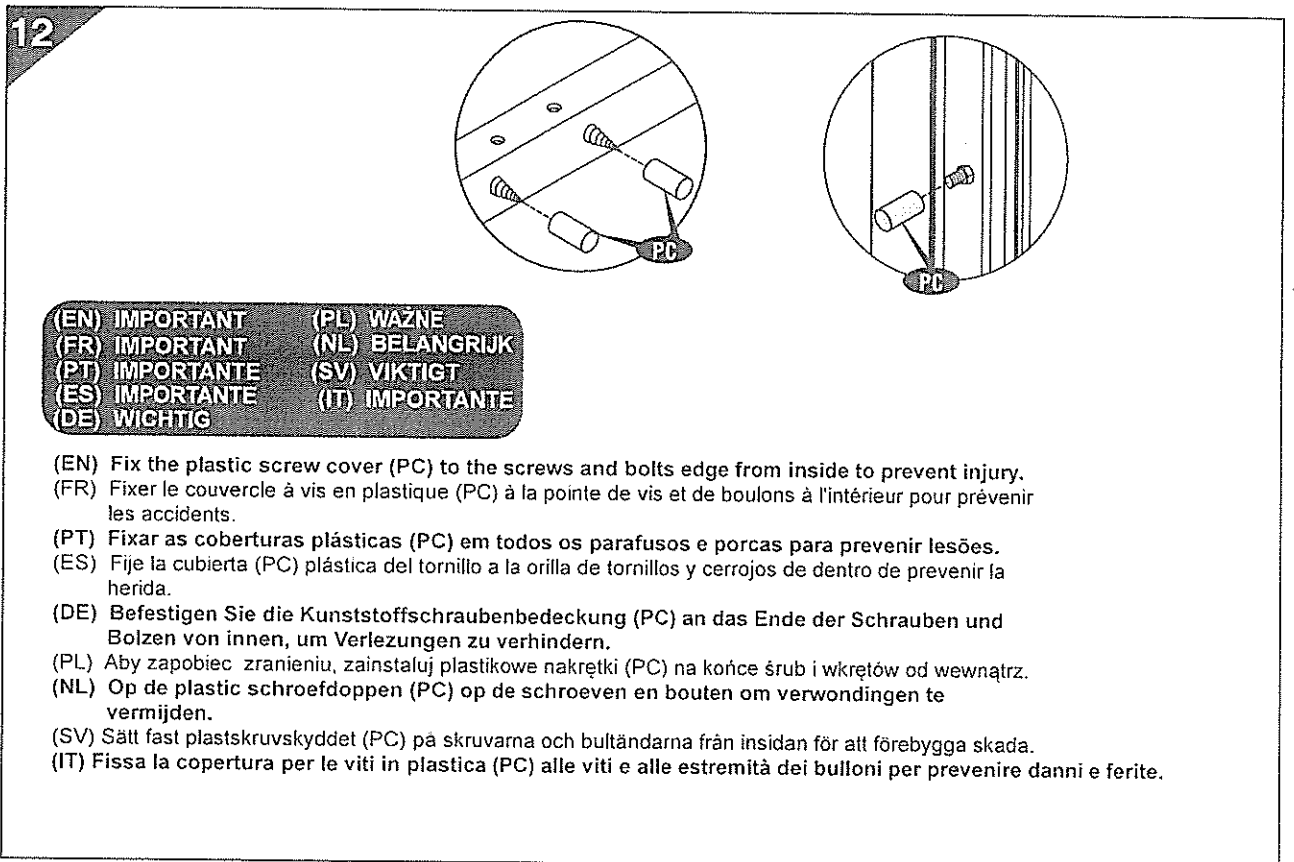 12
PC
PC
(EN) IMPORTANT
(FR) IMPORTANT
(PT) IMPORTANTE
(ES) IMPORTANTE
(DE) WICHTIG
(PL) WAŻNE
(NL) BELANGRIJK
(SV) VIKTIGT
(IT) IMPORTANTE
(EN) Fix the plastic screw cover (PC) to the screws and bolts edge from inside to prevent injury.
(FR) Fixer le couvercle à vis en plastique (PC) à la pointe de vis et de boulons à l'intérieur pour prévenir
les accidents.
(PT) Fixar as coberturas plásticas (PC) em todos os parafusos e porcas para prevenir lesões.
(ES) Fije la cubierta (PC) plástica del tornillo a la orilla de tornillos y cerrojos de dentro de prevenir la
herida.
(DE) Befestigen Sie die Kunststoffschraubenbedeckung (PC) an das Ende der Schrauben und
Bolzen von innen, um Verlezungen zu verhindern.
(PL) Aby zapobiec zranieniu, zainstaluj plastikowe nakrętki (PC) na końce śrub i wkrętów od wewnątrz.
(NL) Op de plastic schroefdoppen (PC) op de schroeven en bouten om verwondingen te
vermijden.
(SV) Sätt fast plastskruvskyddet (PC) på skruvarna och bultändarna från insidan för att förebygga skada.
(IT) Fissa la copertura per le viti in plastica (PC) alle viti e alle estremità dei bulloni per prevenire danni e ferite.